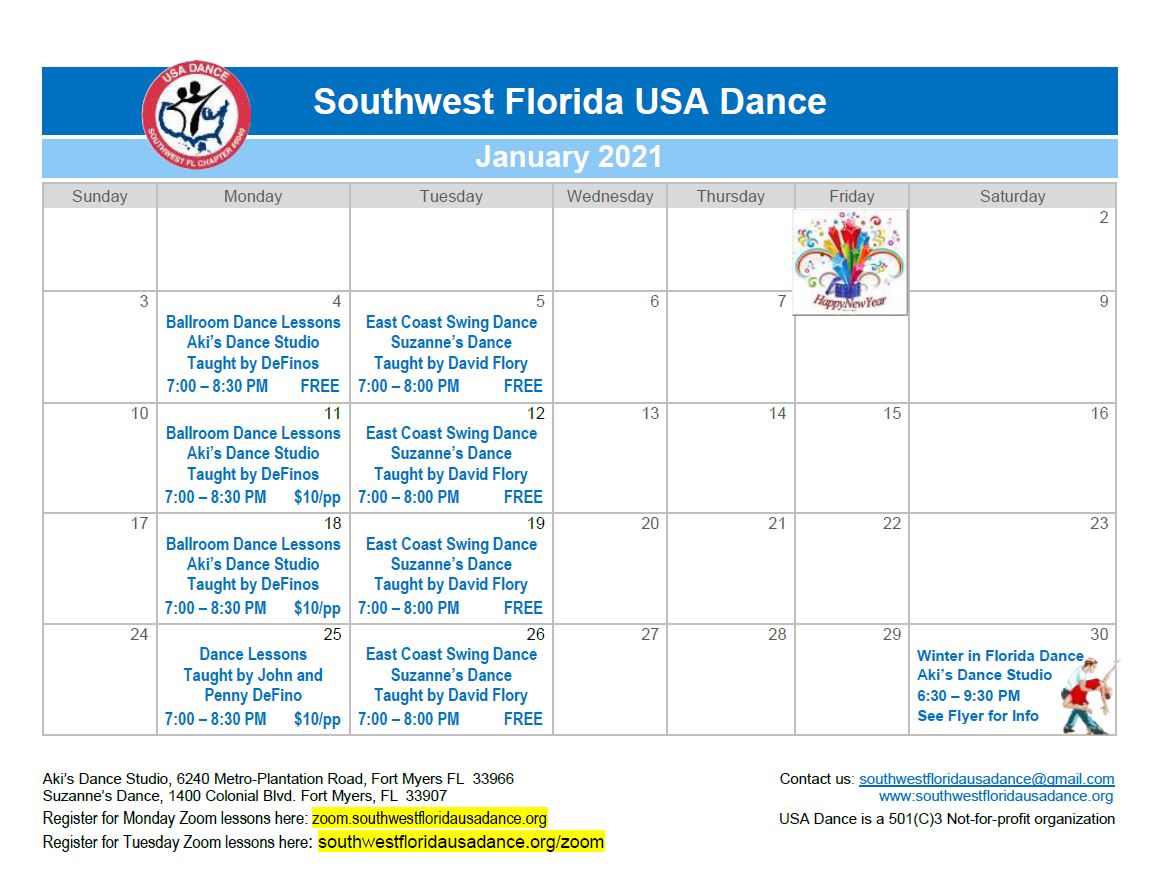 USA DANCE
SOUTHWEST FL CHAPTER #6049
Southwest Florida USA Dance
January 2021
Sunday Monday Tuesday Wednesday Thursday Friday Saturday
Happy New Year
2
3
4
Ballroom Dance Lessons
Aki's Dance Studio
Taught by DeFinos
7:00 – 8:30 PM FREE
5
East Coast Swing Dance
Suzanne's Dance
Taught by David Flory
7:00 – 8:00 PM FREE
6
7
9
10
11
Ballroom Dance Lessons
Aki's Dance Studio
Taught by DeFinos
7:00 – 8:30 PM $10/pp
12
East Coast Swing Dance
Suzanne's Dance
Taught by David Flory
7:00 – 8:00 PM FREE
13
14
15
16
17
18
Ballroom Dance Lessons
Aki's Dance Studio
Taught by DeFinos
7:00 – 8:30 PM $10/pp
19
East Coast Swing Dance
Suzanne's Dance
Taught by David Flory
7:00 – 8:00 PM FREE
20
21
22
23
24
25
Dance Lessons
Taught by John and
Penny DeFino
7:00 – 8:30 PM $10/pp
26
East Coast Swing Dance
Suzanne's Dance
Taught by David Flory
7:00 – 8:00 PM FREE
27
28
29
30
Winter in Florida Dance
Aki's Dance Studio
6:30 – 9:30 PM
See Flyer for Info
Aki's Dance Studio, 6240 Metro-Plantation Road, Fort Myers FL 33966
Suzanne's Dance, 1400 Colonial Blvd. Fort Myers, FL 33907
Register for Monday Zoom lessons here: zoom.southwestfloridausadance.org
Register for Tuesday Zoom lessons here: southwestfloridausadance.org/zoom
Contact us: southwestfloridausadance@gmail.com
www:southwestfloridausadance.org
USA Dance is a 501(C)3 Not-for-profit organization